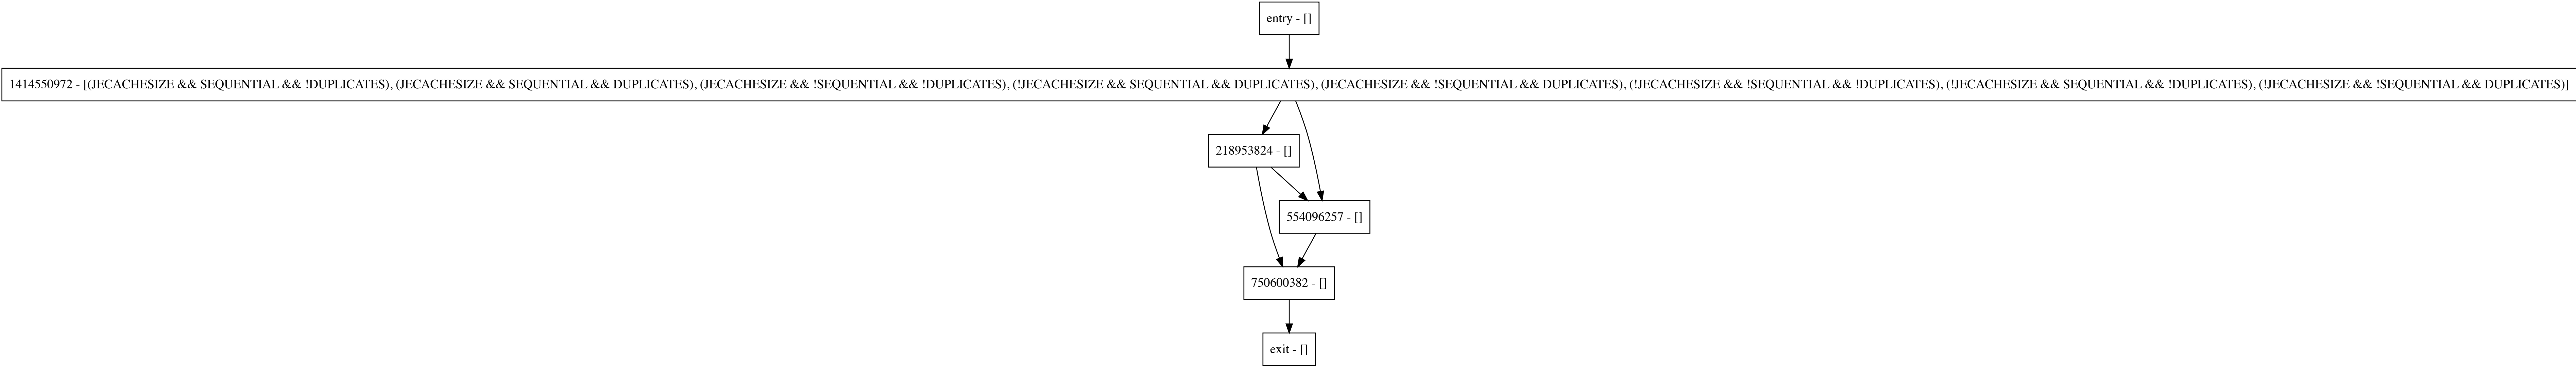 entry - []
1414550972 - [(JECACHESIZE && SEQUENTIAL && !DUPLICATES), (JECACHESIZE && SEQUENTIAL && DUPLICATES), (JECACHESIZE && !SEQUENTIAL && !DUPLICATES), (!JECACHESIZE && SEQUENTIAL && DUPLICATES), (JECACHESIZE && !SEQUENTIAL && DUPLICATES), (!JECACHESIZE && !SEQUENTIAL && !DUPLICATES), (!JECACHESIZE && SEQUENTIAL && !DUPLICATES), (!JECACHESIZE && !SEQUENTIAL && DUPLICATES)]
218953824 - []
554096257 - []
750600382 - []
exit - []